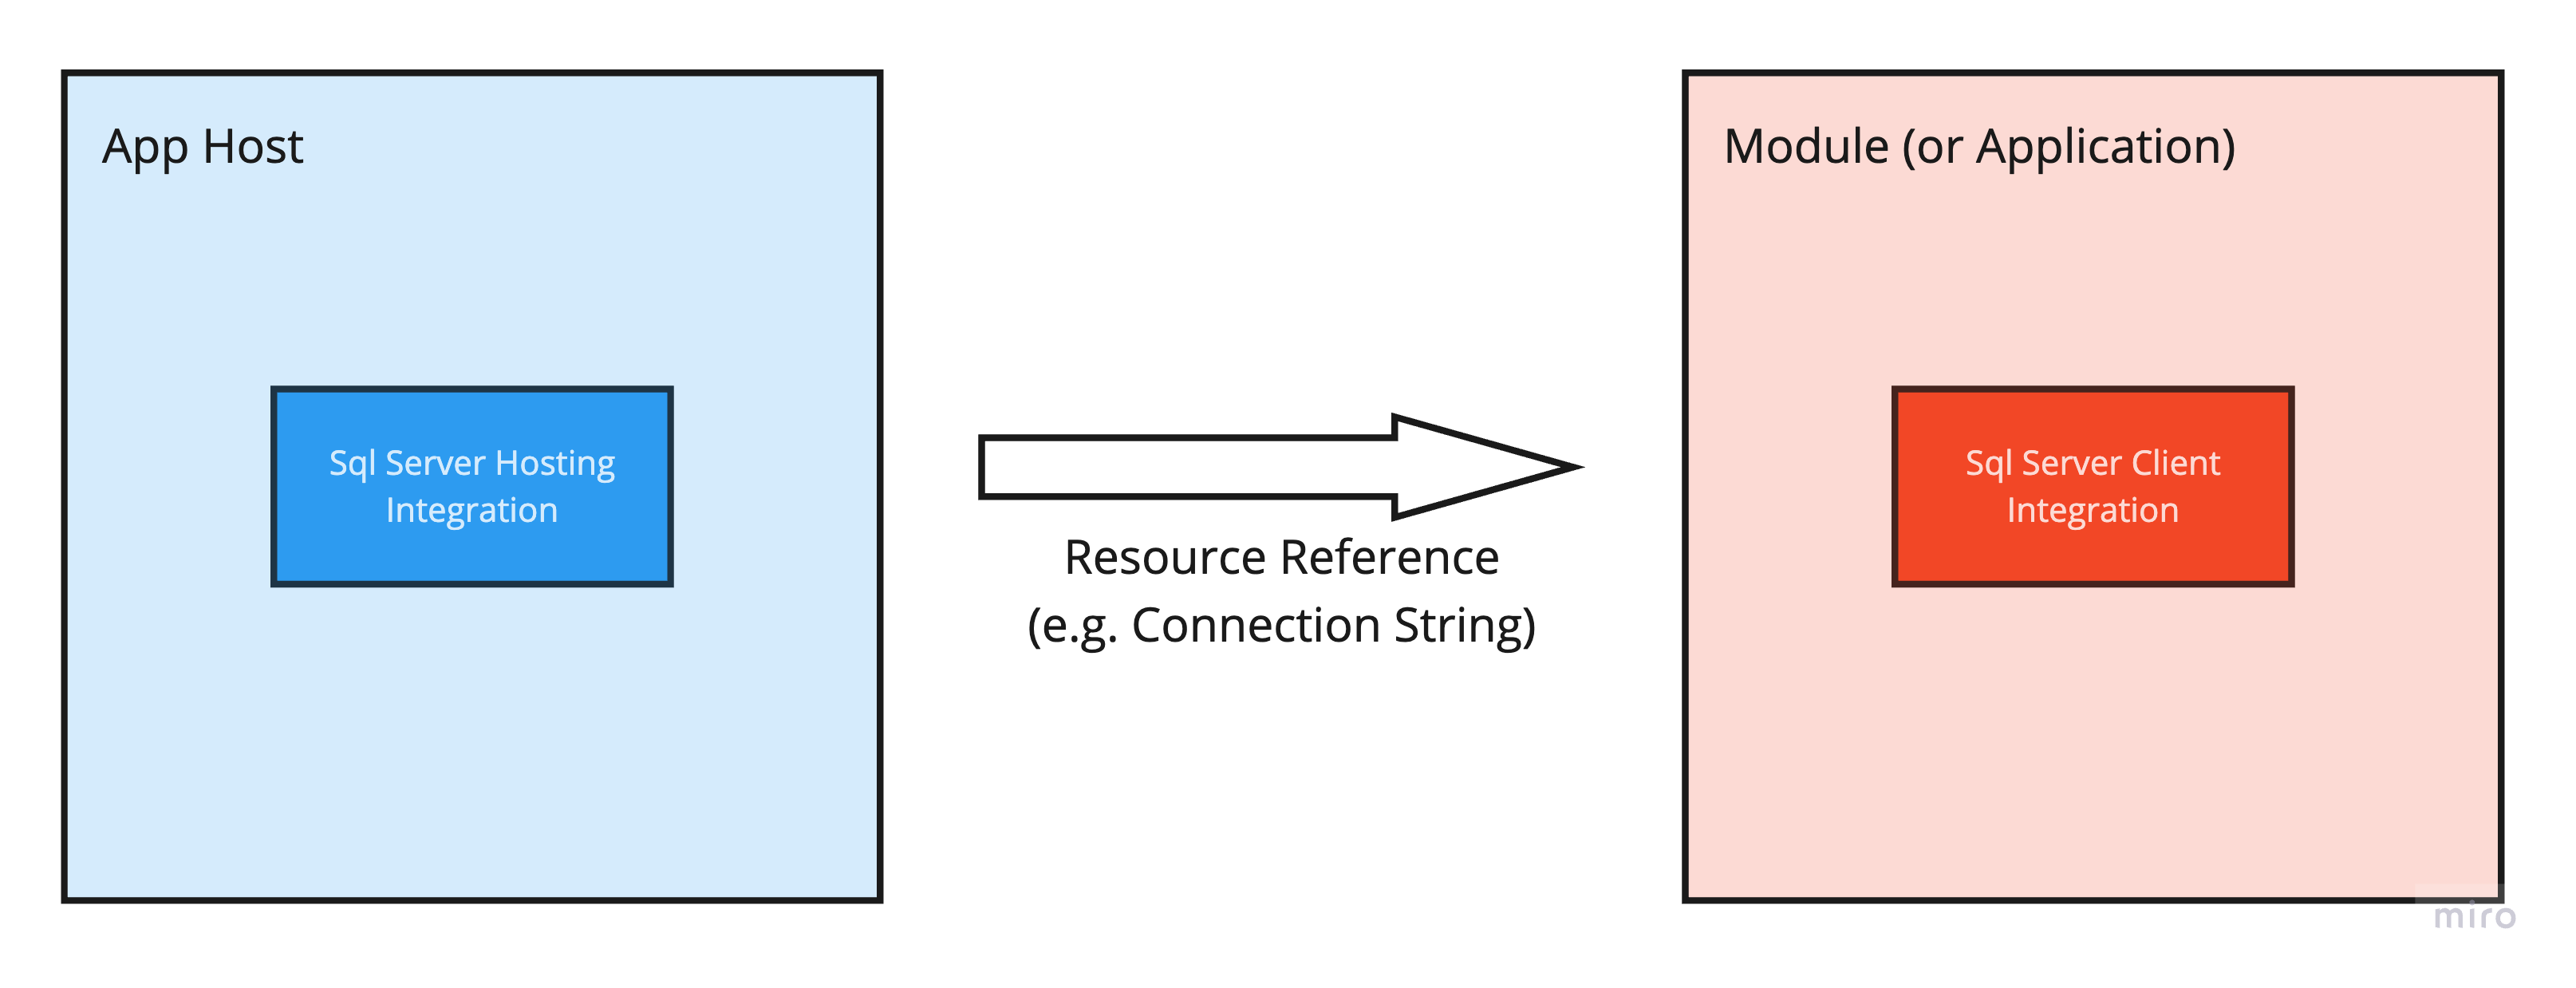 App Host
Sql Server Hosting
Integration
Resource Reference
(e.g. Connection String)
Module (or Application)
Sql Server Client
Integration
miro